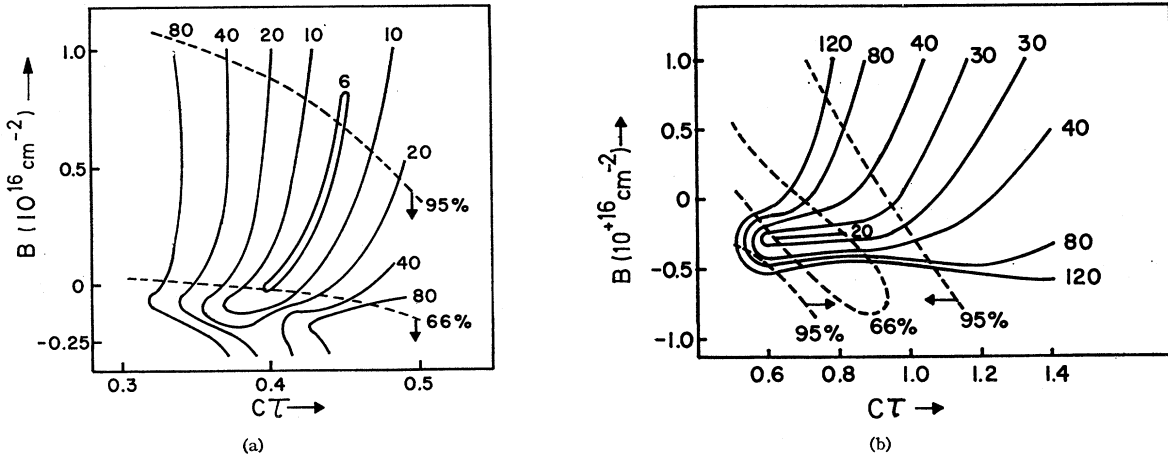 80 40 20 10 10
6
20
40
80
95%
66%
1.0
0.5
0
-0.25
B (10^16 cm^-2) →
0.3 0.4 0.5
Cτ →
(a)
120 80 40 30 30
40
20
80
120
95% 66% 95%
1.0
0.5
0
-0.5
-1.0
B (10^+16 cm^-2) →
0.6 0.8 1.0 1.2 1.4
Cτ →
(b)